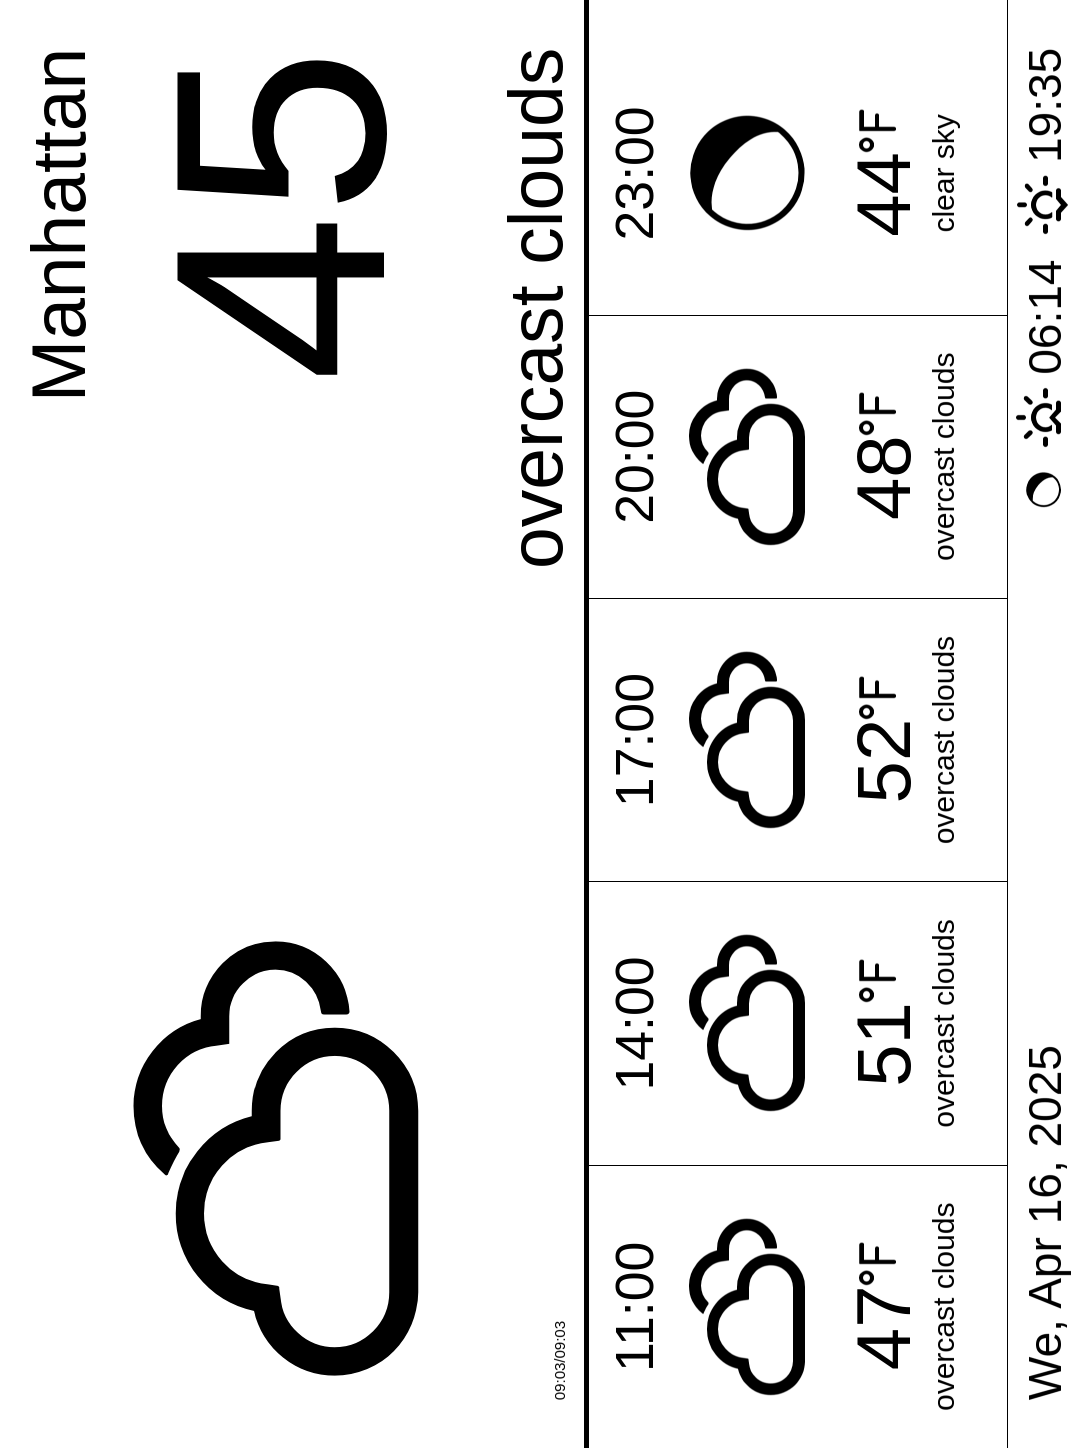 Manhattan
45
overcast clouds
09:03/09:03
11:00 14:00 17:00 20:00 23:00
47°F 51°F 52°F 48°F 44°F
overcast clouds overcast clouds overcast clouds overcast clouds clear sky
We, Apr 16, 2025 06:14 19:35